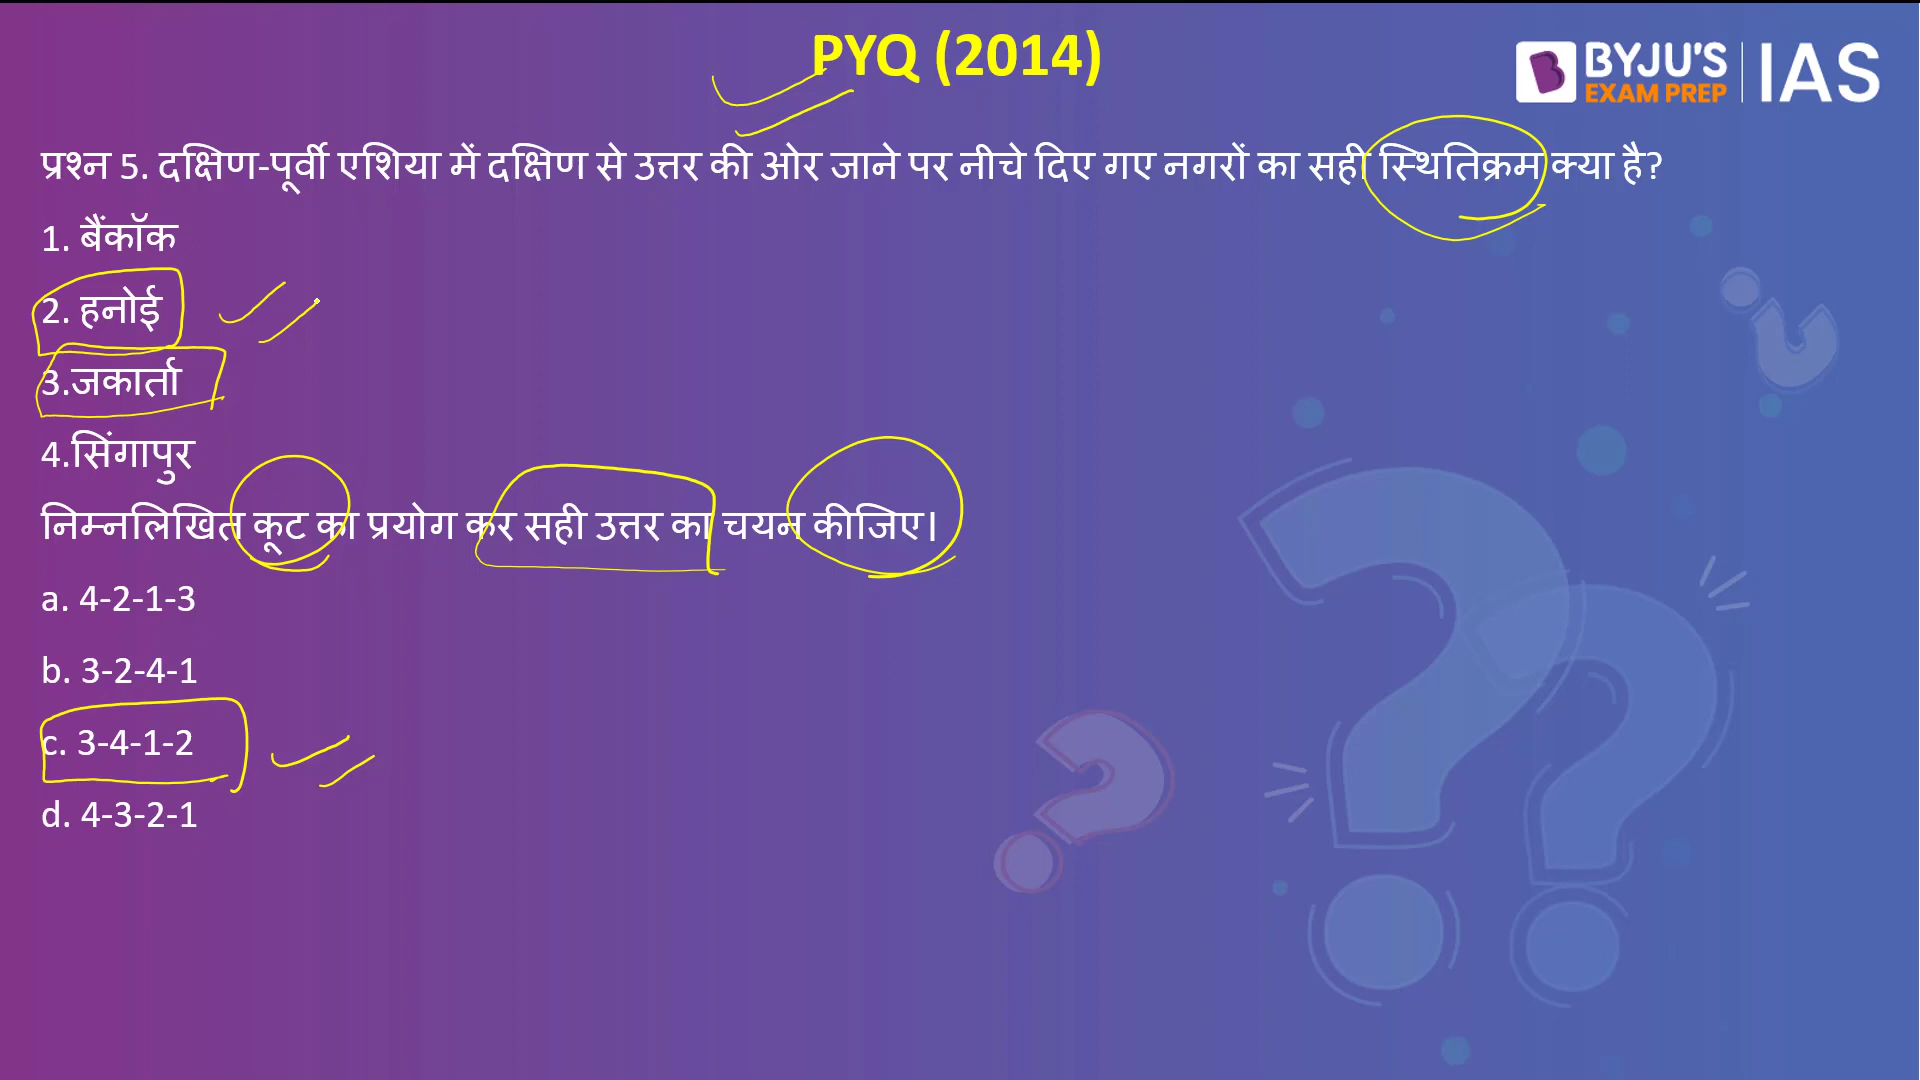 PYQ (2014)
BYJU'S
EXAM PREP
IAS
प्रश्न 5. दक्षिण-पूर्वी एशिया में दक्षिण से उत्तर की ओर जाने पर नीचे दिए गए नगरों का सही स्थितिक्रम क्या है?
1. बैंकॉक
2. हनोई
3.जकार्ता
4.सिंगापुर
निम्नलिखित कूट का प्रयोग कर सही उत्तर का चयन कीजिए।
a. 4-2-1-3
b. 3-2-4-1
c. 3-4-1-2
d. 4-3-2-1